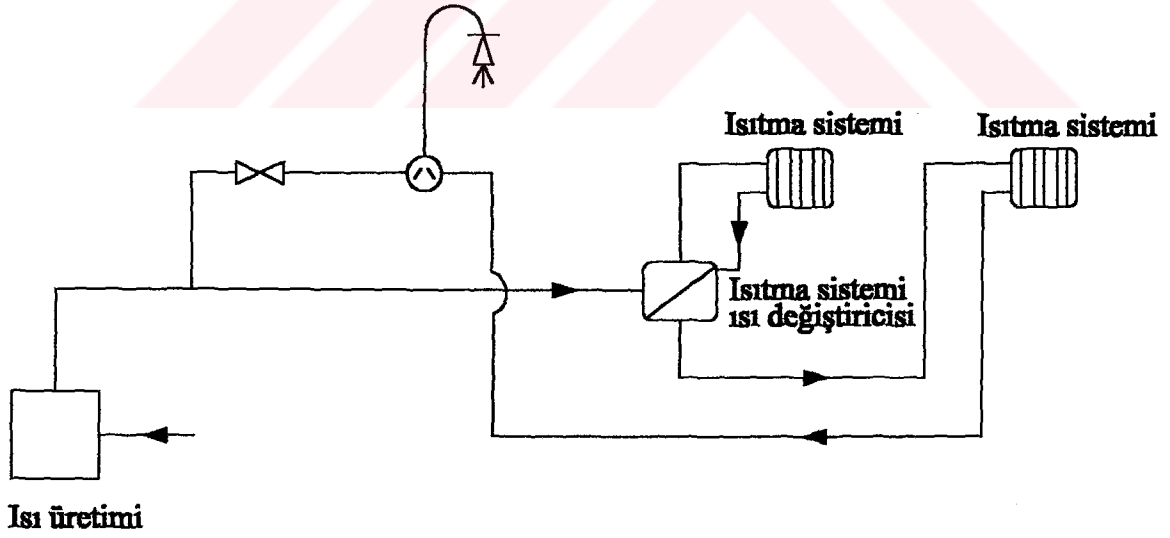 Isıtma sistemi
Isıtma sistemi
Isıtma sistemi
ısı değiştiricisi
Isı üretimi